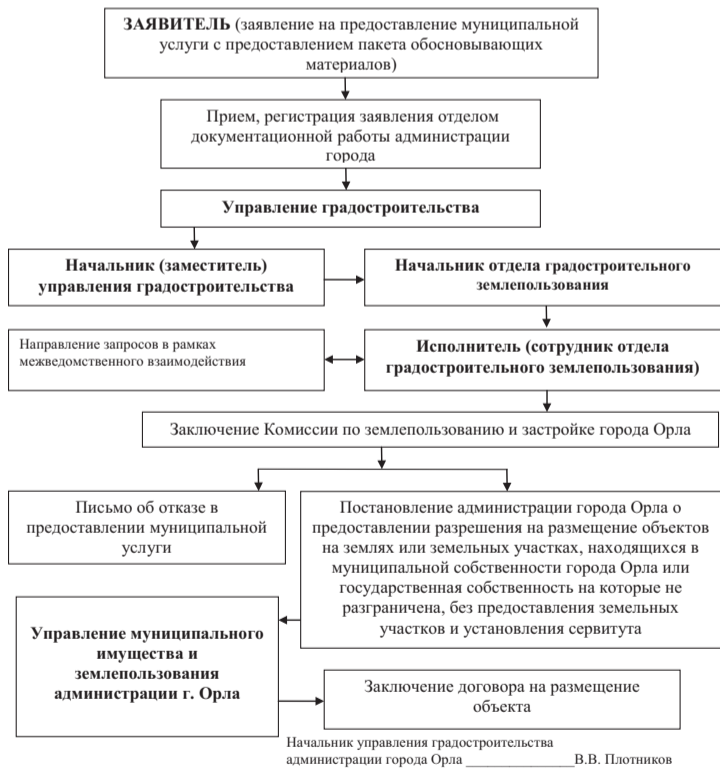 ЗАЯВИТЕЛЬ (заявление на предоставление муниципальной
услуги с предоставлением пакета обосновывающих
материалов)
Прием, регистрация заявления отделом
документационной работы администрации
города
Управление градостроительства
Начальник (заместитель)
управления градостроительства
Начальник отдела градостроительного
землепользования
Направление запросов в рамках
межведомственного взаимодействия
Исполнитель (сотрудник отдела
градостроительного землепользования)
Заключение Комиссии по землепользованию и застройке города Орла
Письмо об отказе в
предоставлении муниципальной
услуги
Постановление администрации города Орла о
предоставлении разрешения на размещение объектов
на землях или земельных участках, находящихся в
муниципальной собственности города Орла или
государственная собственность на которые не
разграничена, без предоставления земельных
участков и установления сервитута
Управление муниципального
имущества и
землепользования
администрации г. Орла
Заключение договора на размещение
объекта
Начальник управления градостроительства
администрации города Орла _______________В.В. Плотников